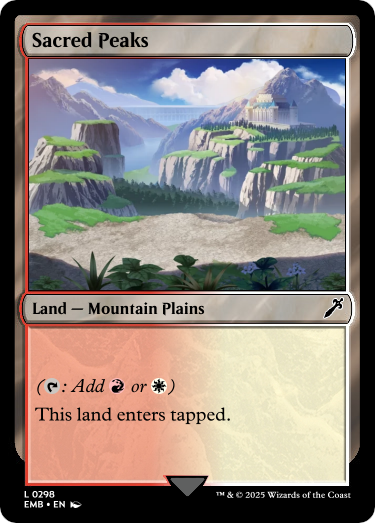 Sacred Peaks
Land — Mountain Plains
(: Add or )
This land enters tapped.
L 0298
EMB • EN
™ & © 2025 Wizards of the Coast